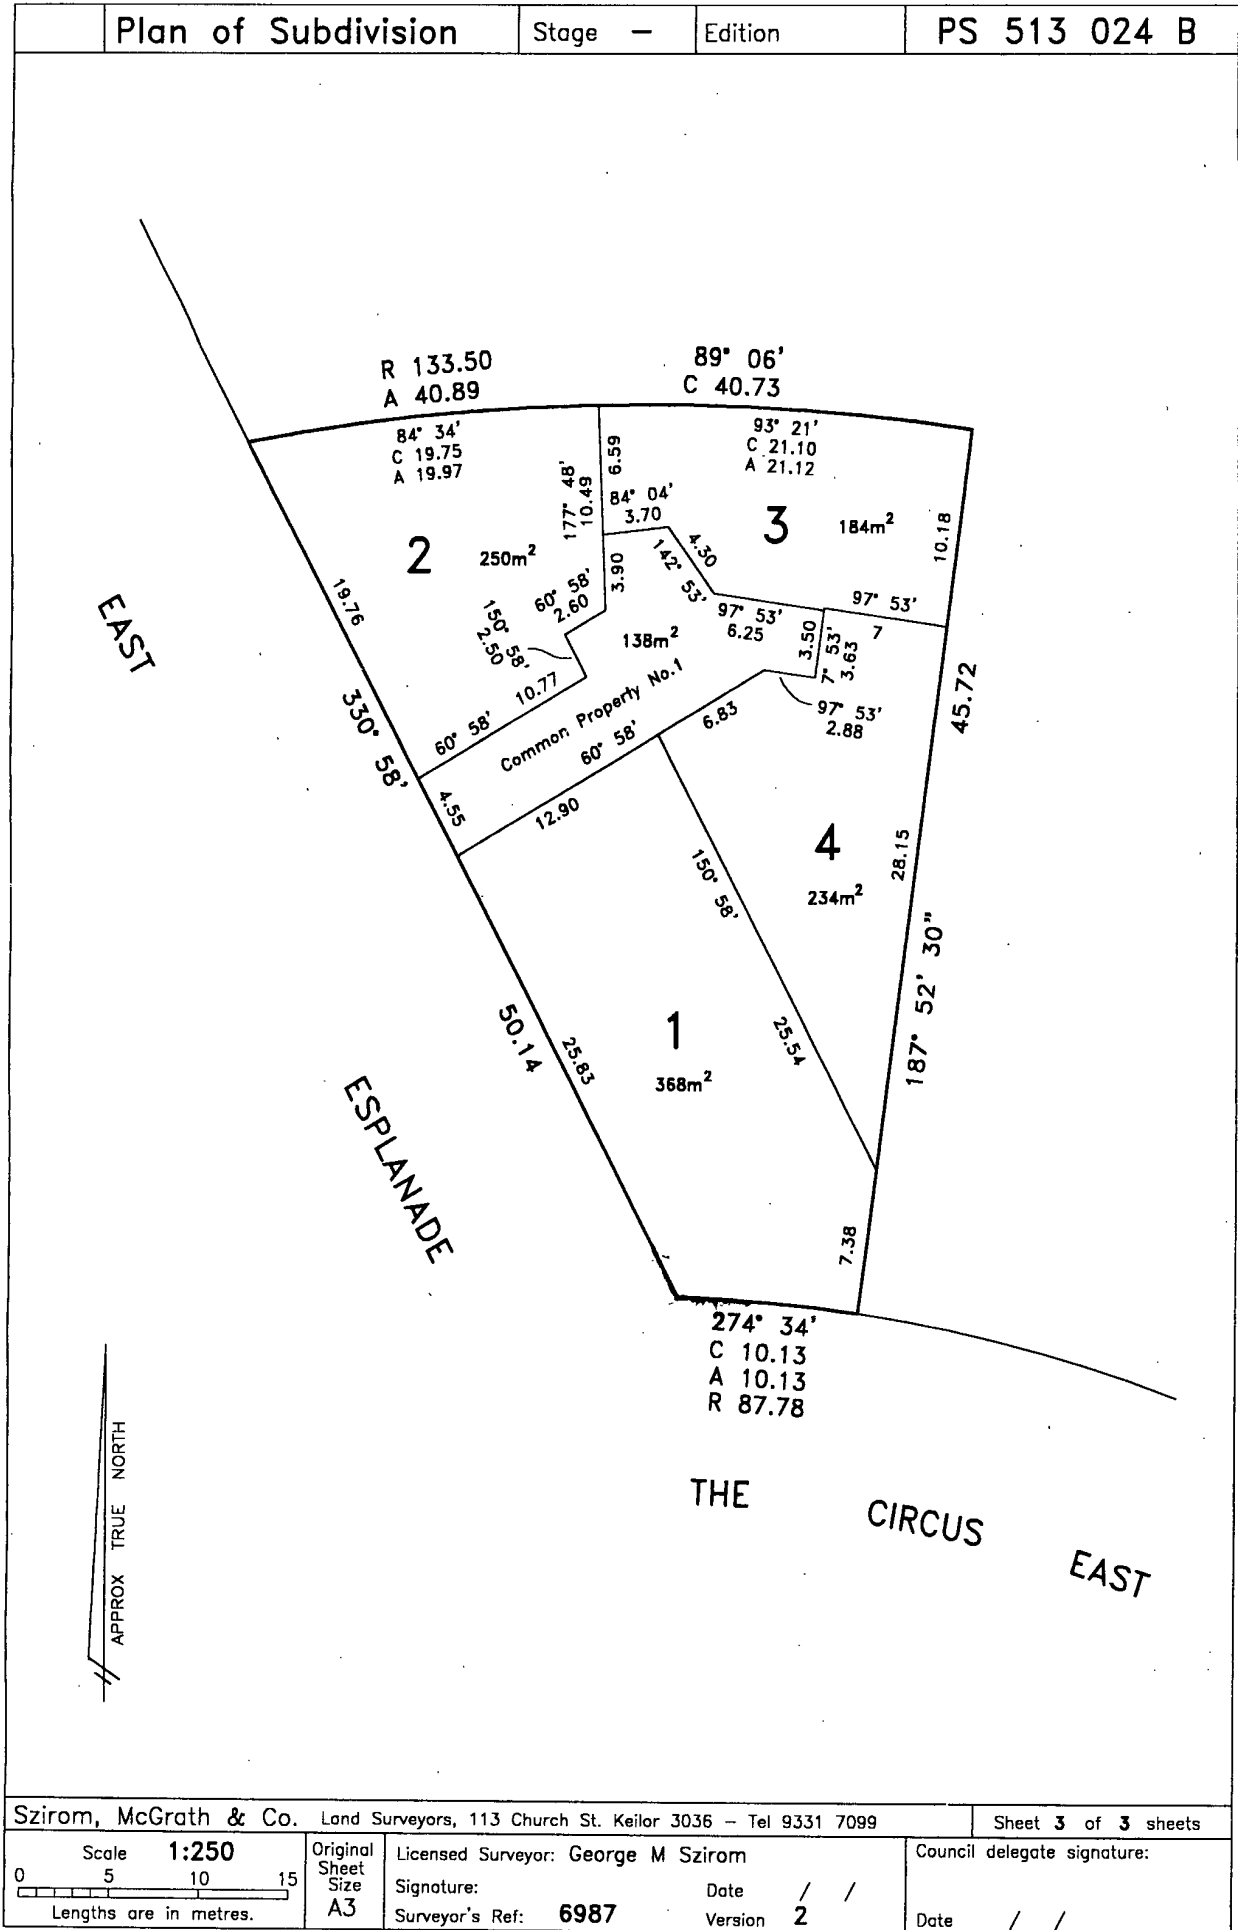 Plan of Subdivision
Stage –
Edition
PS 513 024 B
R 133.50
A 40.89
89° 06'
C 40.73
84° 34'
C 19.75
A 19.97
93° 21'
C 21.10
A 21.12
6.59
177° 48'
10.49
84° 04'
3.70
3
184m²
10.18
2
250m²
4.30
142° 53'
3.90
19.76
60° 58'
2.60
150° 58'
2.50
97° 53'
6.25
97° 53'
7
138m²
3.50
7° 53'
3.63
EAST
10.77
Common Property No.1
60° 58'
60° 58'
6.83
97° 53'
2.88
45.72
330° 58'
4.55
12.90
4
234m²
28.15
150° 58'
187° 52' 30"
50.14
25.83
1
368m²
25.54
ESPLANADE
7.38
274° 34'
C 10.13
A 10.13
R 87.78
APPROX TRUE NORTH
THE CIRCUS EAST
Szirom, McGrath & Co. Land Surveyors, 113 Church St. Keilor 3036 – Tel 9331 7099
Sheet 3 of 3 sheets
Scale 1:250
0 5 10 15
Lengths are in metres.
Original
Sheet
Size
A3
Licensed Surveyor: George M Szirom
Signature:
Date / /
Surveyor's Ref: 6987
Version 2
Council delegate signature:
Date / /